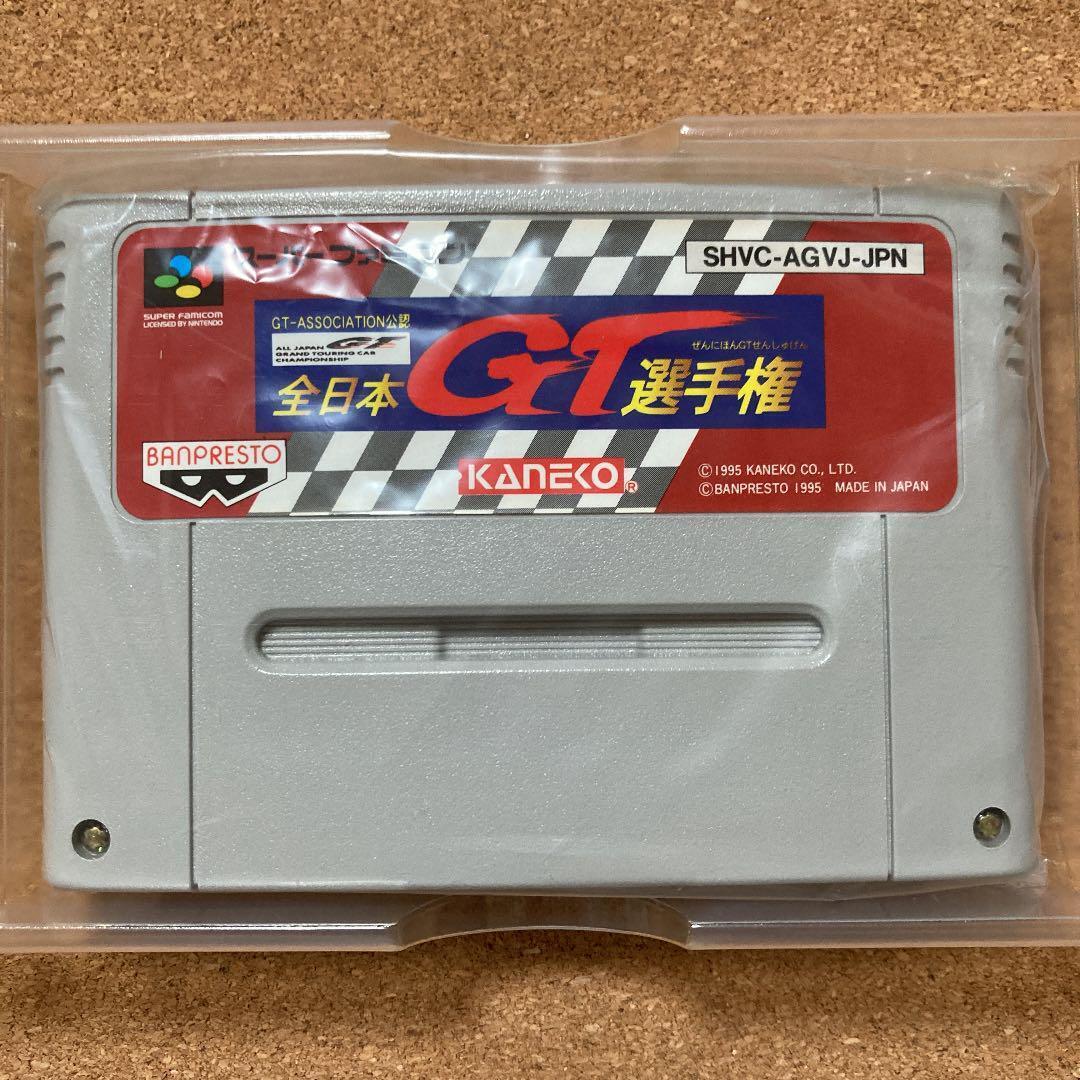 スーパーファミコン
SHVC-AGVJ-JPN
SUPER FAMICOM
LICENSED BY NINTENDO
GT-ASSOCIATION公認
ALL JAPAN GT
GRAND TOURING CAR
CHAMPIONSHIP
ぜんにほんGTせんしゅけん
全日本GT選手権
BANPRESTO
KANEKO®
©1995 KANEKO CO., LTD.
©BANPRESTO 1995 MADE IN JAPAN